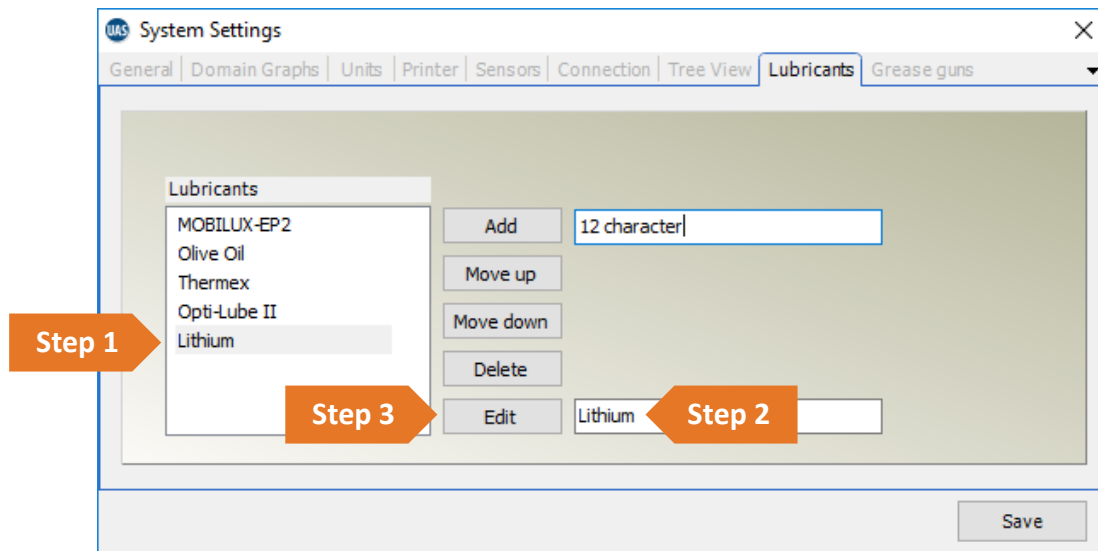 UAS System Settings
General Domain Graphs Units Printer Sensors Connection Tree View Lubricants Grease guns
Lubricants
MOBILUX-EP2
Olive Oil
Thermex
Opti-Lube II
Lithium
Add 12 character
Move up
Move down
Delete
Edit Lithium
Step 1
Step 3
Step 2
Save